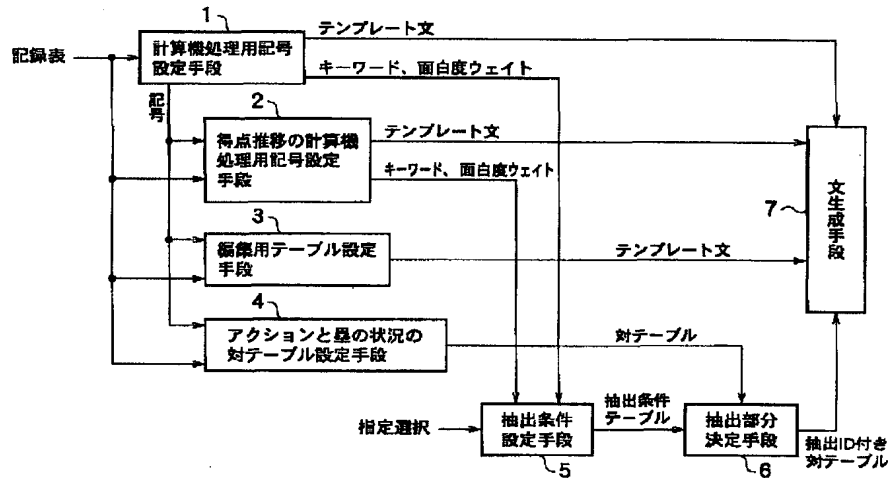 1
テンプレート文
記録表
計算機処理用記号
設定手段
キーワード、面白度ウェイト
記号
2
得点推移の計算機
処理用記号設定
手段
テンプレート文
キーワード、面白度ウェイト
7
文生成手段
3
編集用テーブル設定
手段
テンプレート文
4
アクションと塁の状況の
対テーブル設定手段
対テーブル
指定選択
抽出条件
設定手段
5
抽出条件
テーブル
抽出部分
決定手段
6
抽出ID付き
対テーブル